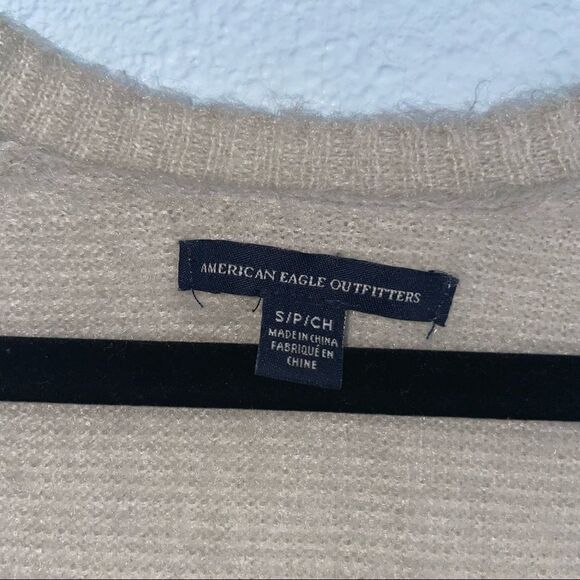 AMERICAN EAGLE OUTFITTERS
S/P/CH
MADE IN CHINA
FABRIQUÉ EN
CHINE